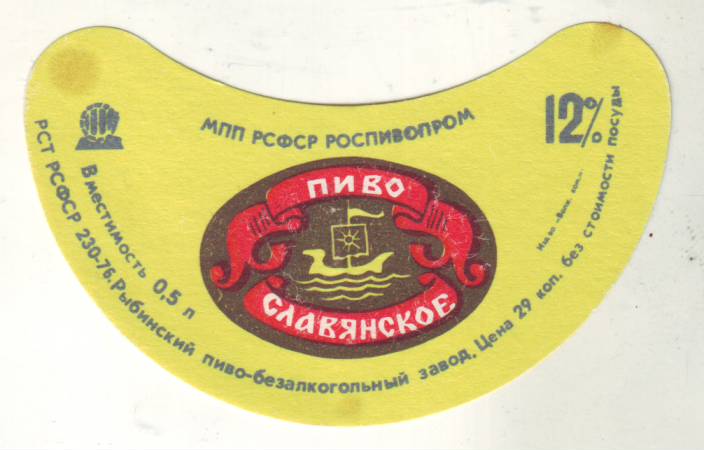 МПП РСФСР РОСПИВОПРОМ
12%
ПИВО
СЛАВЯНСКОЕ
Вместимость 0,5 л
РСТ РСФСР 230-76. Рыбинский пиво-безалкогольный завод. Цена 29 коп. без стоимости посуды